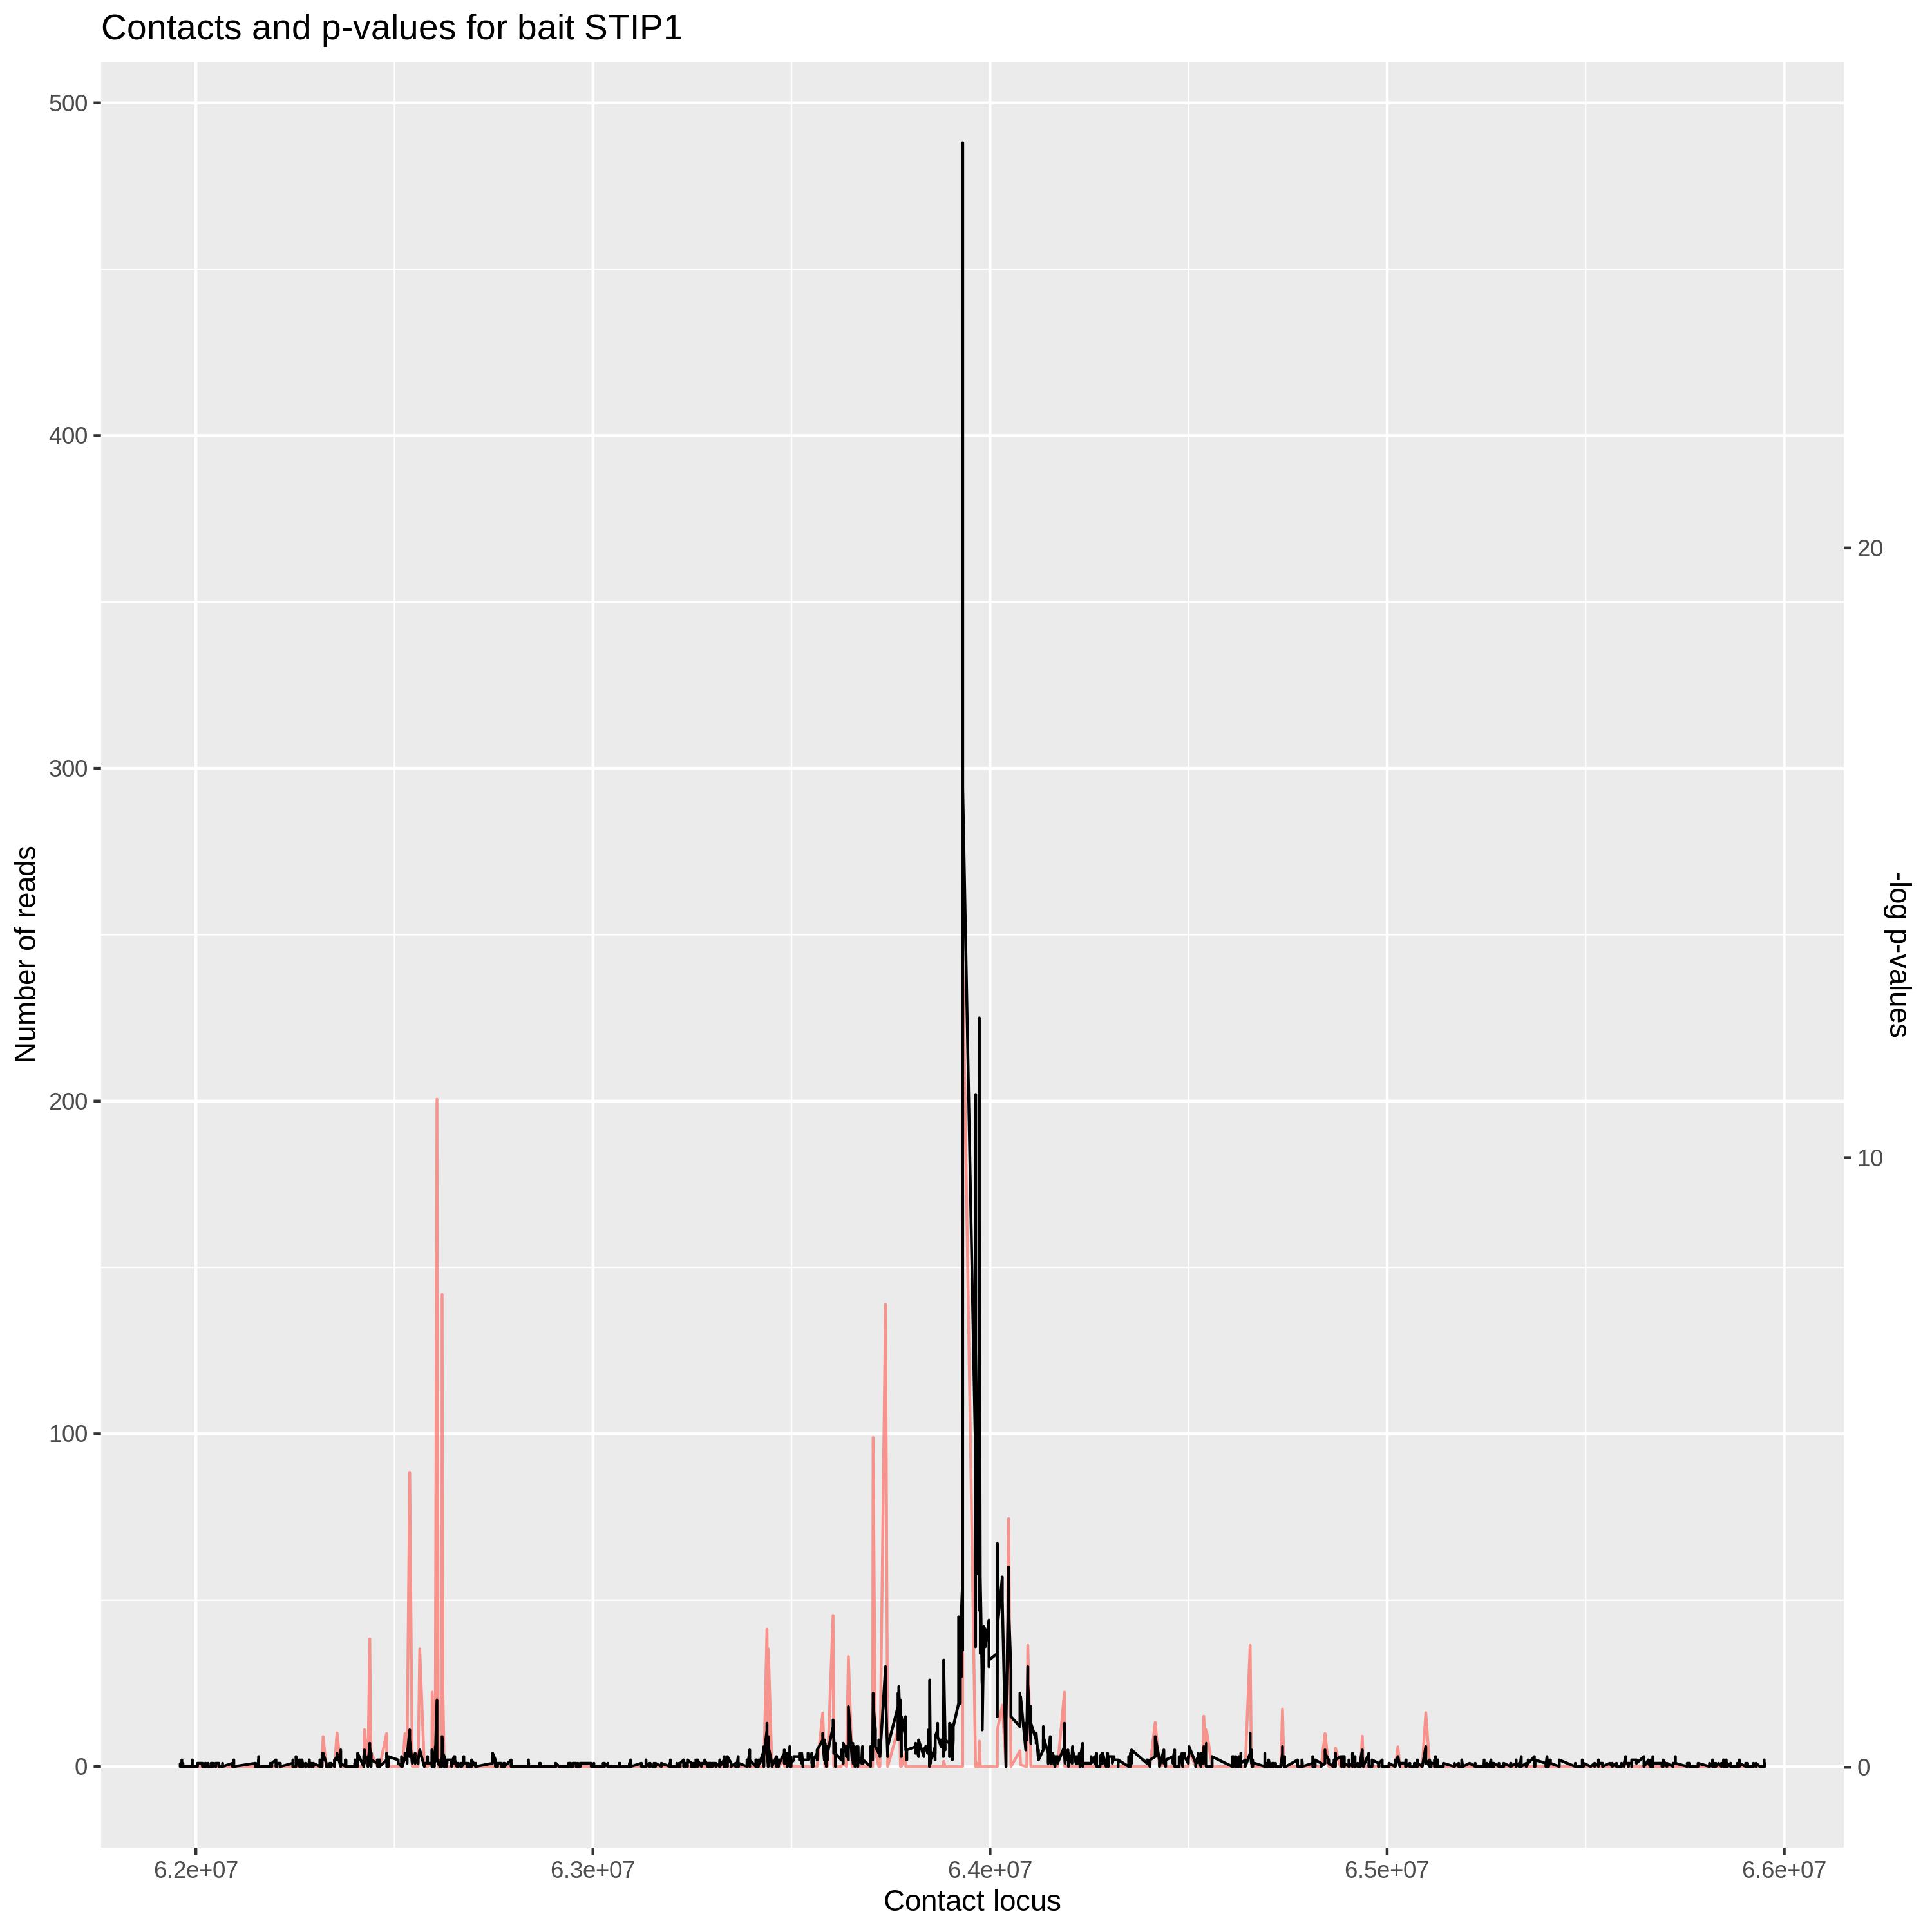 Contacts and p-values for bait STIP1
500
400
300
200
100
0
Number of reads
20
10
0
-log p-values
6.2e+07
6.3e+07
6.4e+07
6.5e+07
6.6e+07
Contact locus